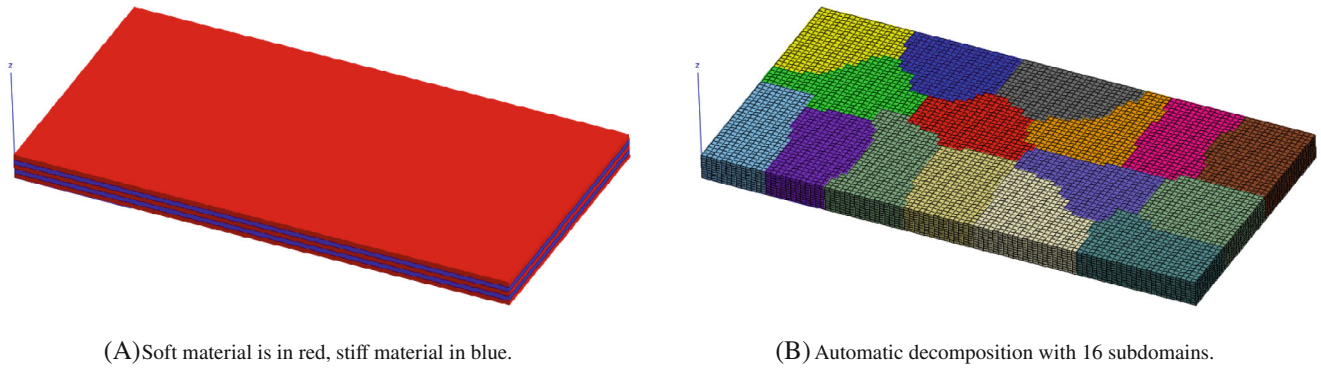 z
z
(A) Soft material is in red, stiff material in blue.
(B) Automatic decomposition with 16 subdomains.